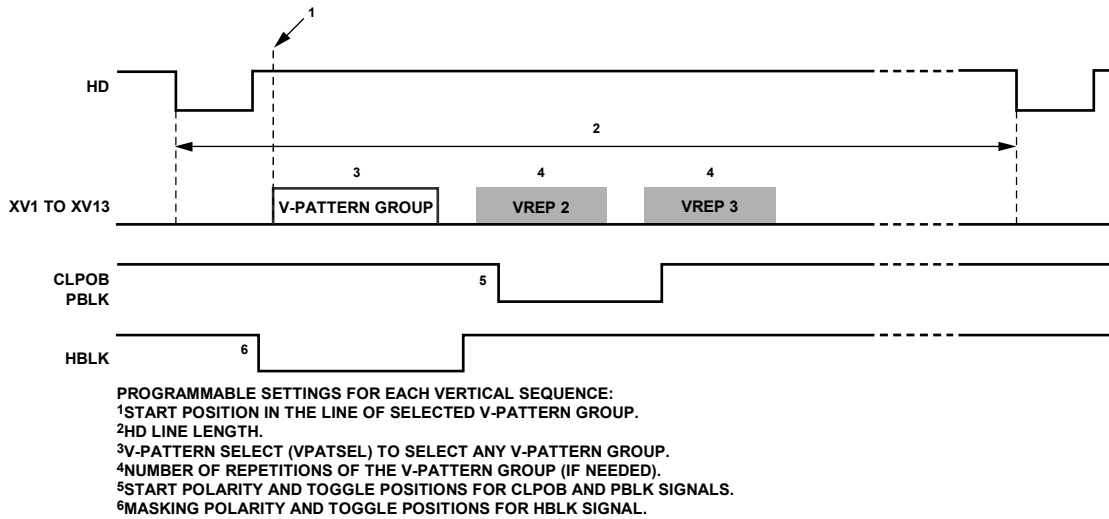 1
HD
2
3 4 4
XV1 TO XV13 V-PATTERN GROUP VREP 2 VREP 3
CLPOB
PBLK
5
HBLK 6
PROGRAMMABLE SETTINGS FOR EACH VERTICAL SEQUENCE:
1START POSITION IN THE LINE OF SELECTED V-PATTERN GROUP.
2HD LINE LENGTH.
3V-PATTERN SELECT (VPATSEL) TO SELECT ANY V-PATTERN GROUP.
4NUMBER OF REPETITIONS OF THE V-PATTERN GROUP (IF NEEDED).
5START POLARITY AND TOGGLE POSITIONS FOR CLPOB AND PBLK SIGNALS.
6MASKING POLARITY AND TOGGLE POSITIONS FOR HBLK SIGNAL.